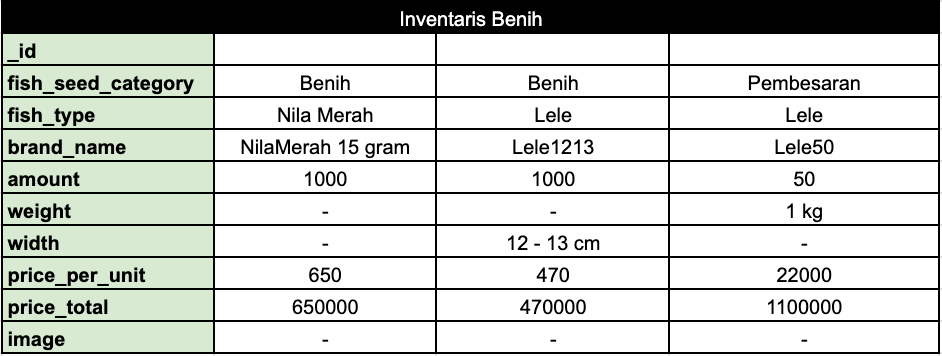 Inventaris Benih
_id
fish_seed_category Benih Benih Pembesaran
fish_type Nila Merah Lele Lele
brand_name NilaMerah 15 gram Lele1213 Lele50
amount 1000 1000 50
weight - - 1 kg
width - 12 - 13 cm -
price_per_unit 650 470 22000
price_total 650000 470000 1100000
image - - -